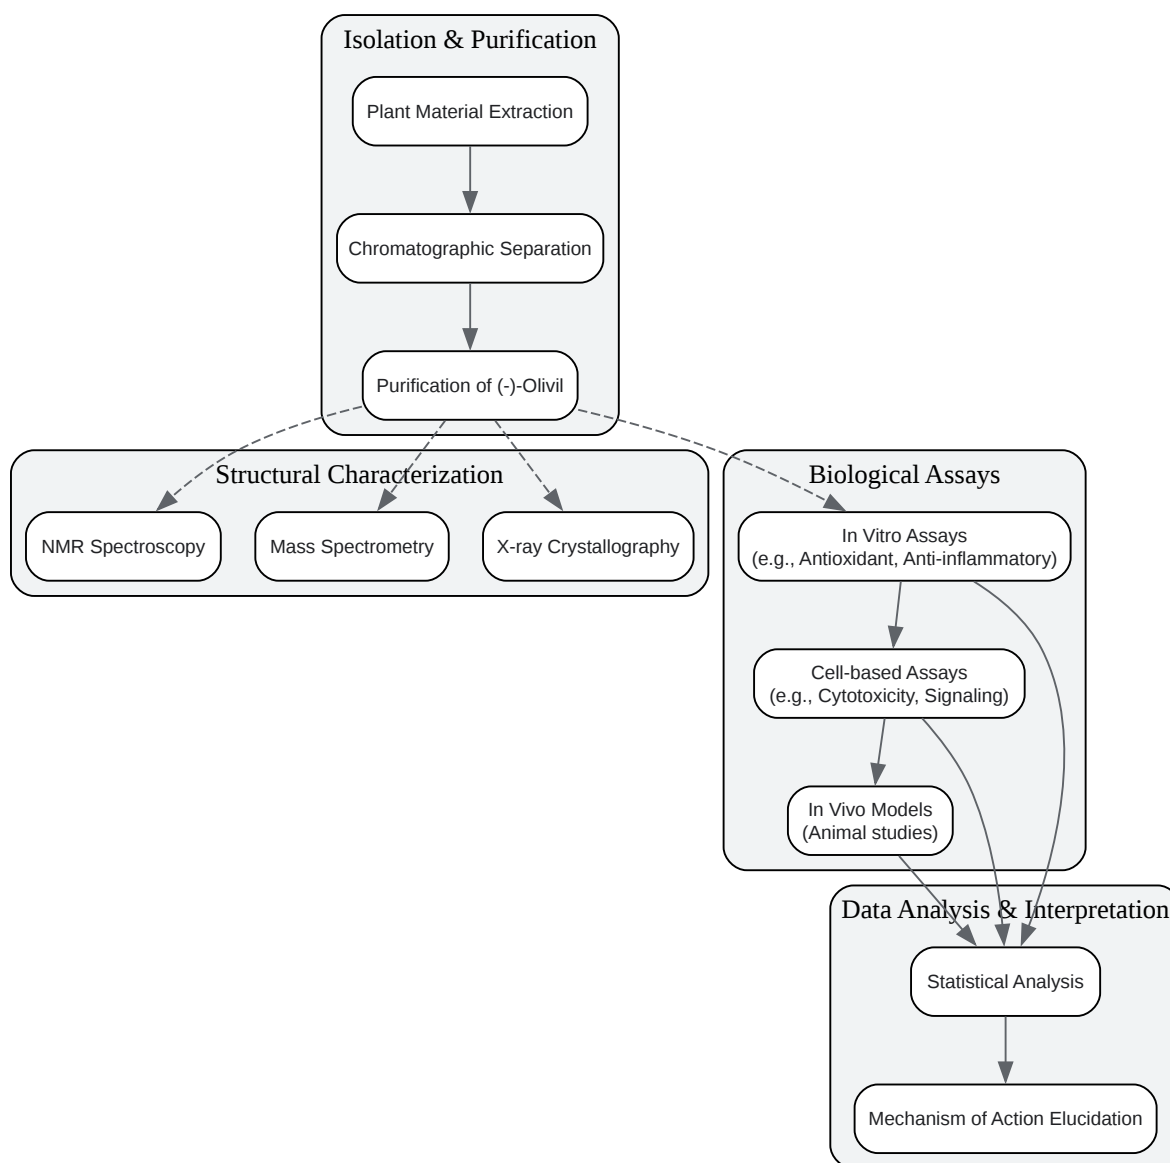 Isolation & Purification
Plant Material Extraction
Chromatographic Separation
Purification of (-)-Olivil
Structural Characterization
NMR Spectroscopy
Mass Spectrometry
X-ray Crystallography
Biological Assays
In Vitro Assays
(e.g., Antioxidant, Anti-inflammatory)
Cell-based Assays
(e.g., Cytotoxicity, Signaling)
In Vivo Models
(Animal studies)
Data Analysis & Interpretation
Statistical Analysis
Mechanism of Action Elucidation